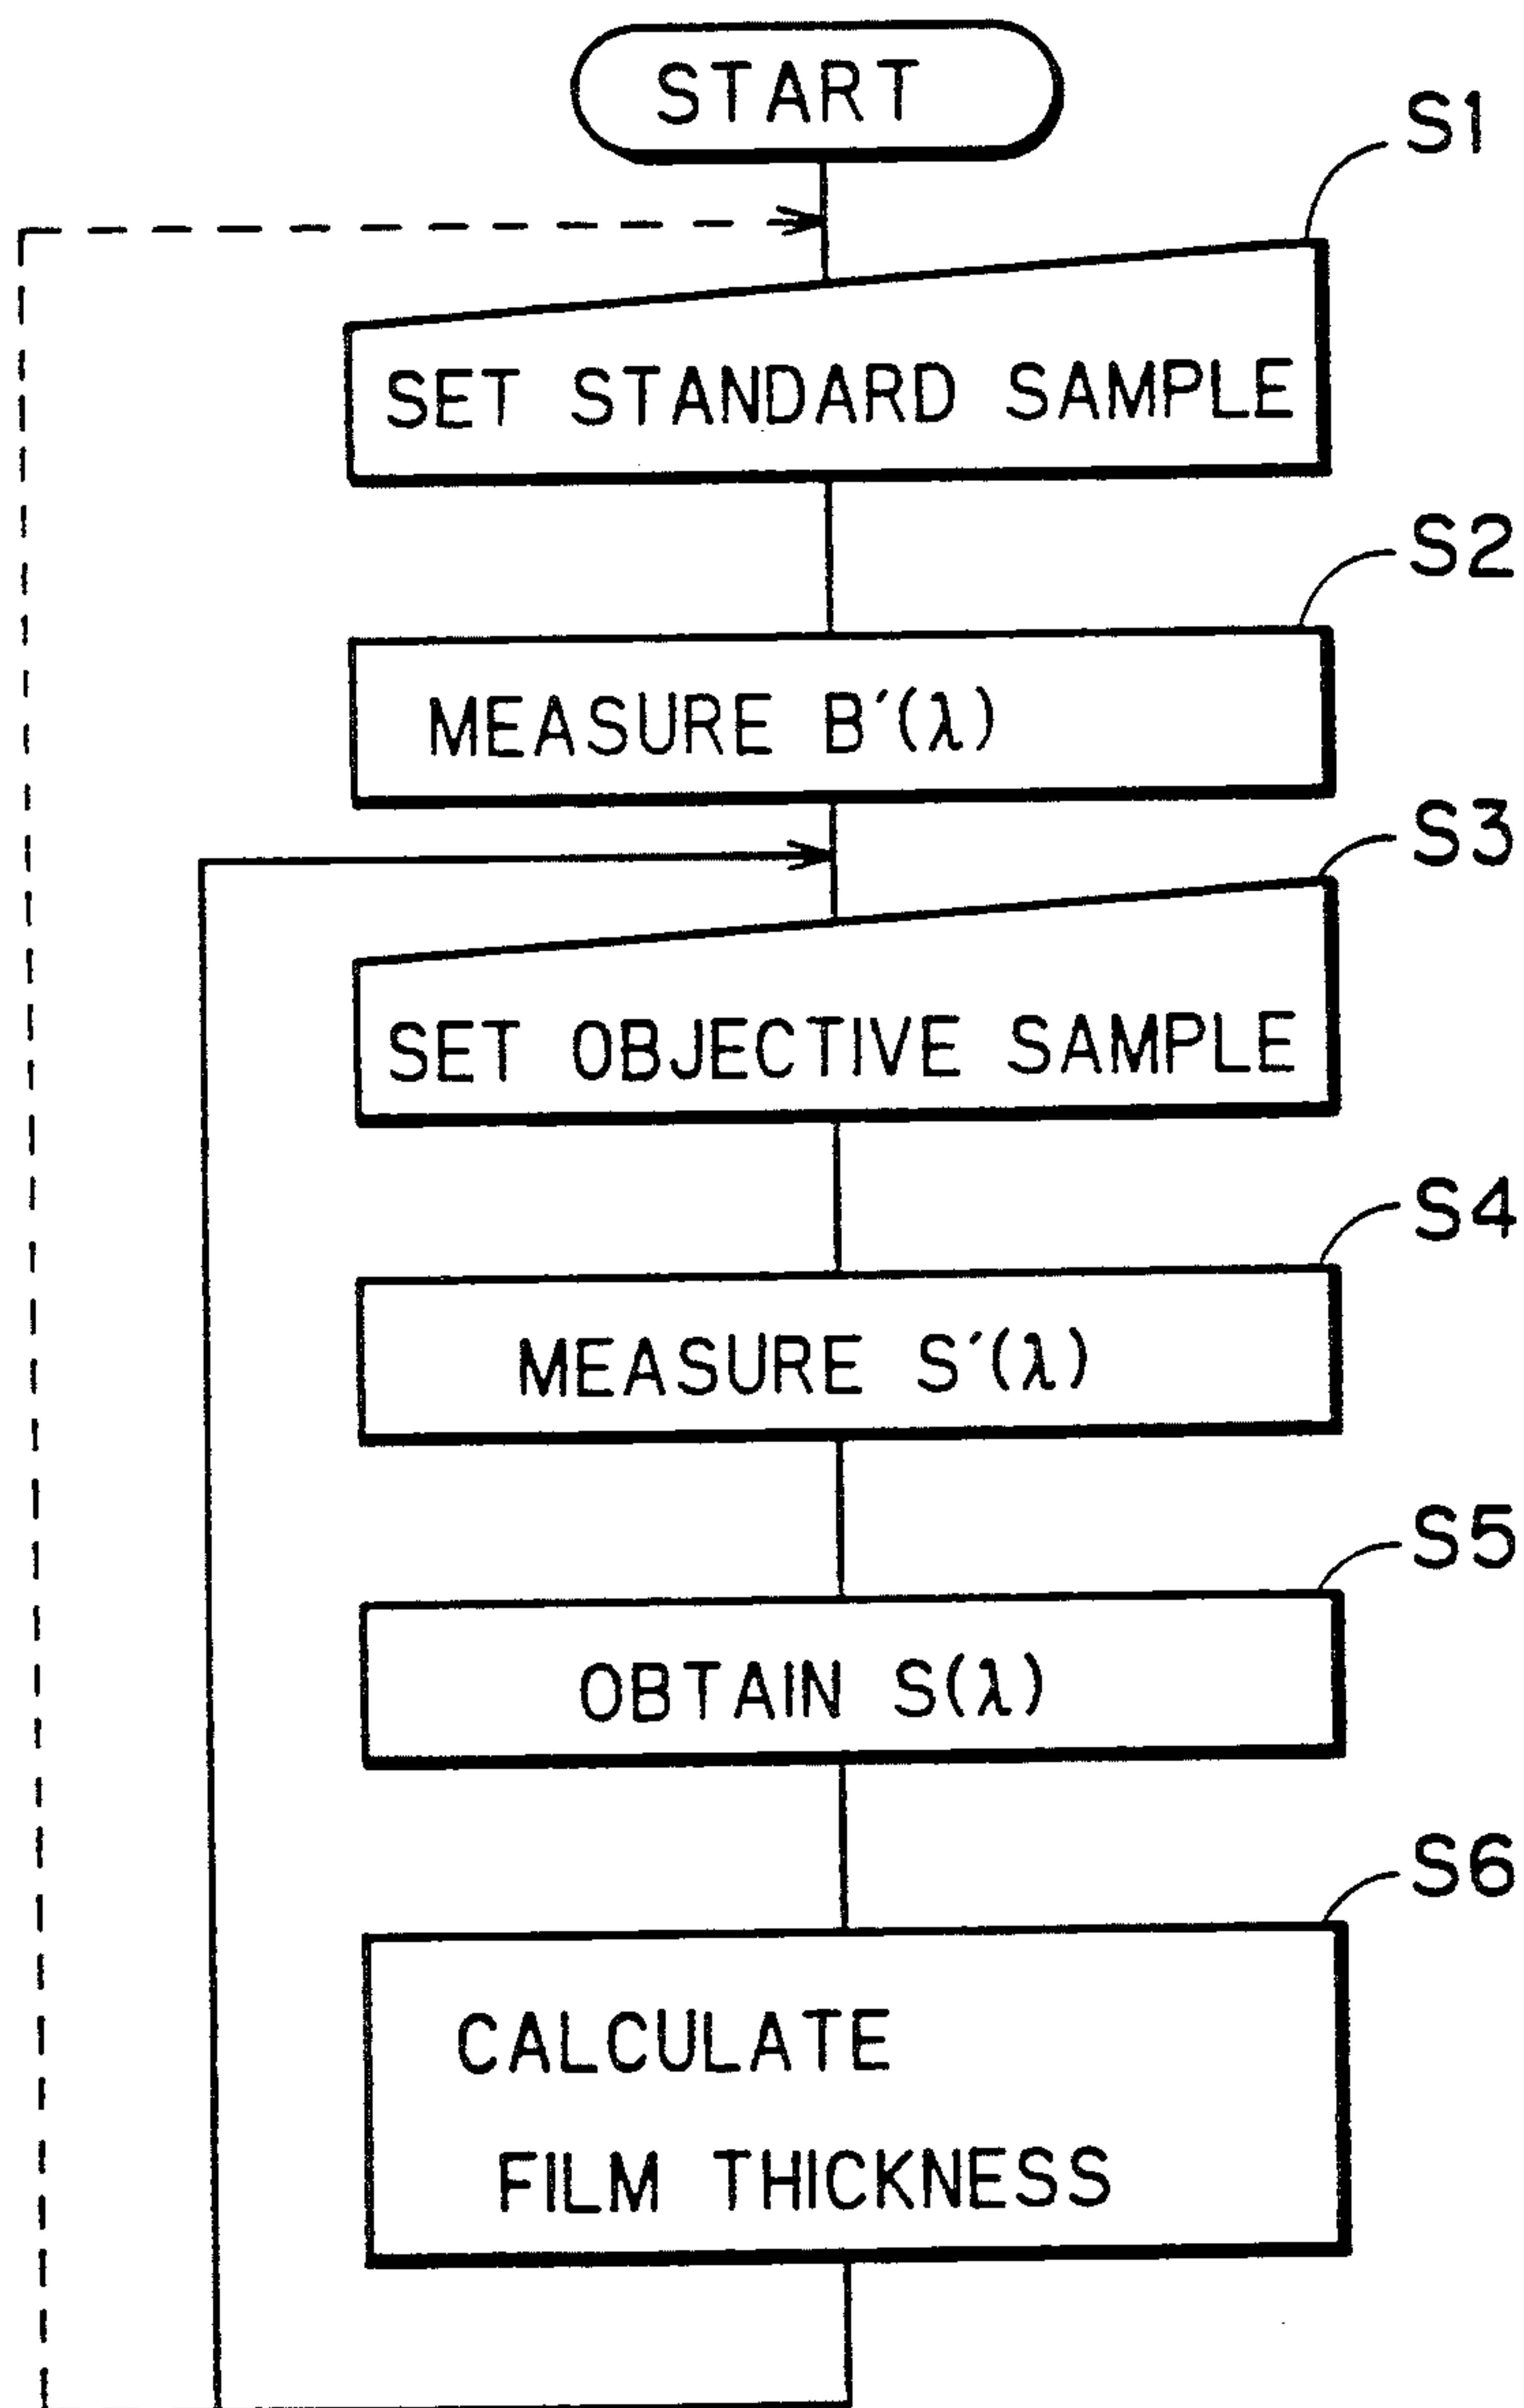 START
S1
SET STANDARD SAMPLE
S2
MEASURE B′(λ)
S3
SET OBJECTIVE SAMPLE
S4
MEASURE S′(λ)
S5
OBTAIN S(λ)
S6
CALCULATE
FILM THICKNESS